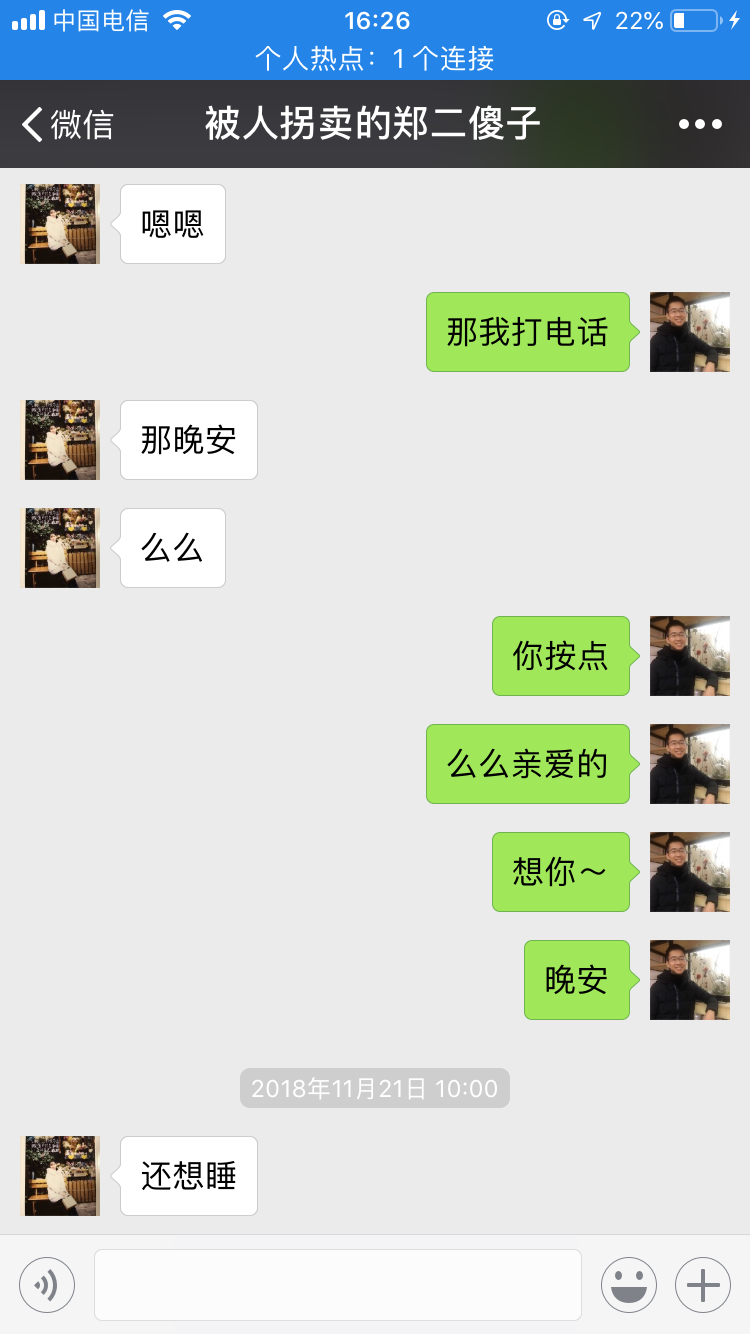 中国电信 16:26 22%
个人热点：1 个连接
微信 被人拐卖的郑二傻子
嗯嗯
那我打电话
那晚安
么么
你按点
么么亲爱的
想你～
晚安
2018年11月21日 10:00
还想睡